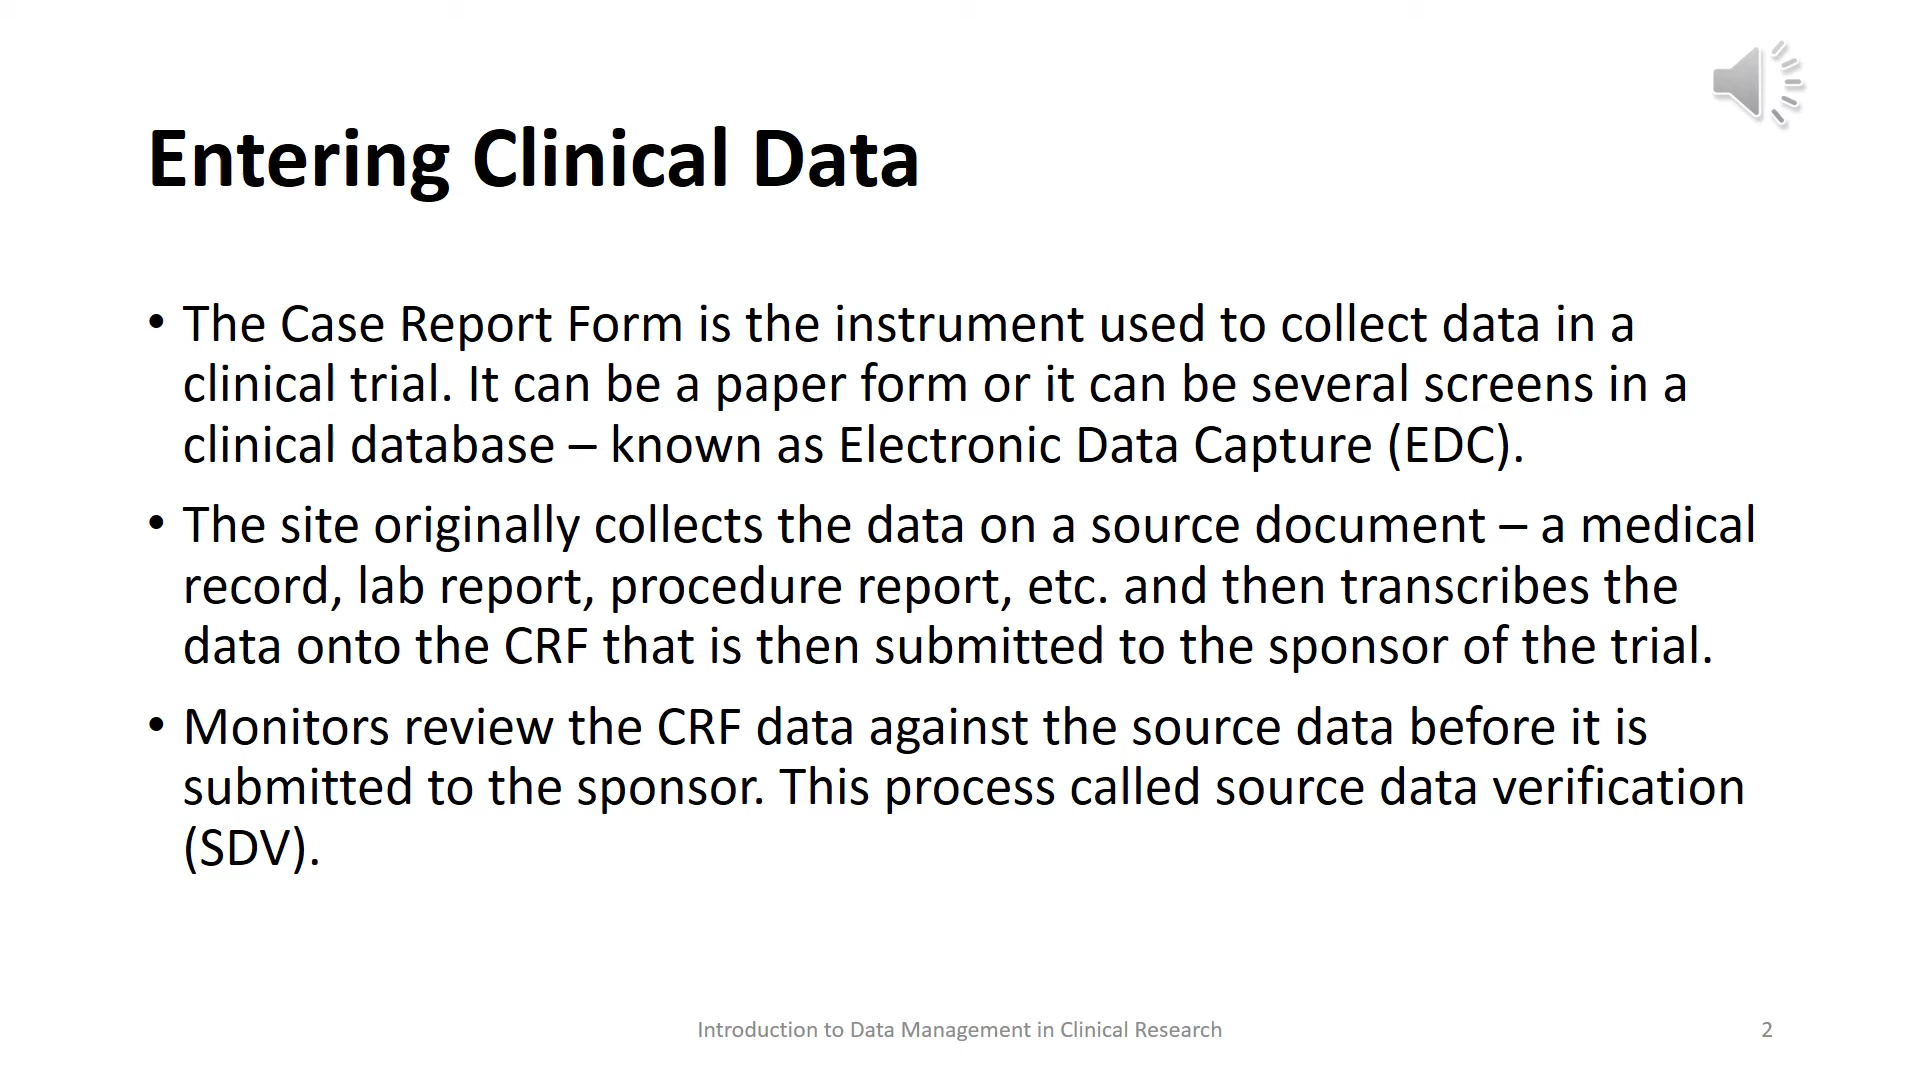 Entering Clinical Data
• The Case Report Form is the instrument used to collect data in a
clinical trial. It can be a paper form or it can be several screens in a
clinical database – known as Electronic Data Capture (EDC).
• The site originally collects the data on a source document – a medical
record, lab report, procedure report, etc. and then transcribes the
data onto the CRF that is then submitted to the sponsor of the trial.
• Monitors review the CRF data against the source data before it is
submitted to the sponsor. This process called source data verification
(SDV).
Introduction to Data Management in Clinical Research
2